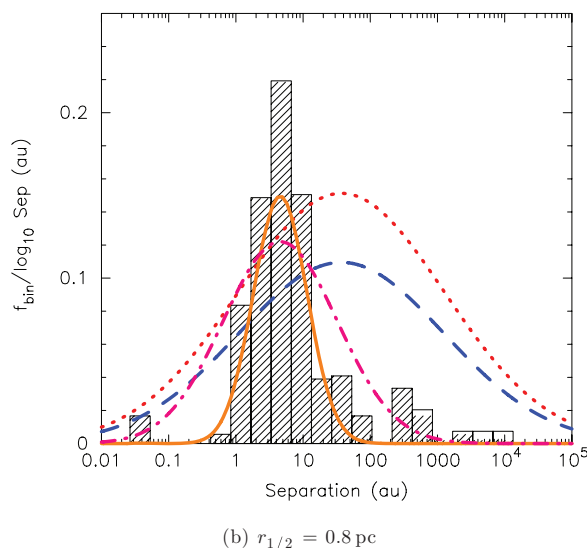 f_bin/log_10 Sep (au)
0.2
0.1
0
0.01 0.1 1 10 100 1000 10^4 10^5
Separation (au)
(b) r_1/2 = 0.8 pc